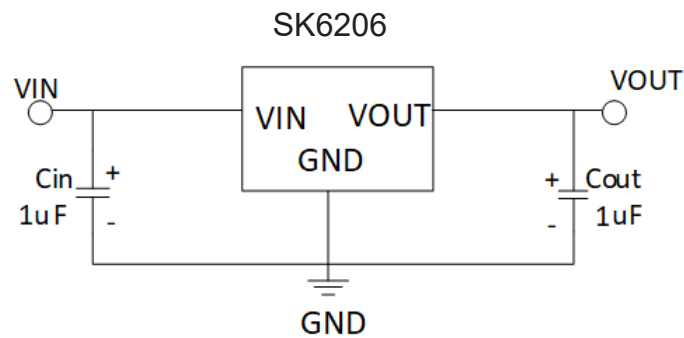 SK6206
VIN
VOUT
VIN VOUT
GND
Cin +
1uF -
+ Cout
- 1uF
GND